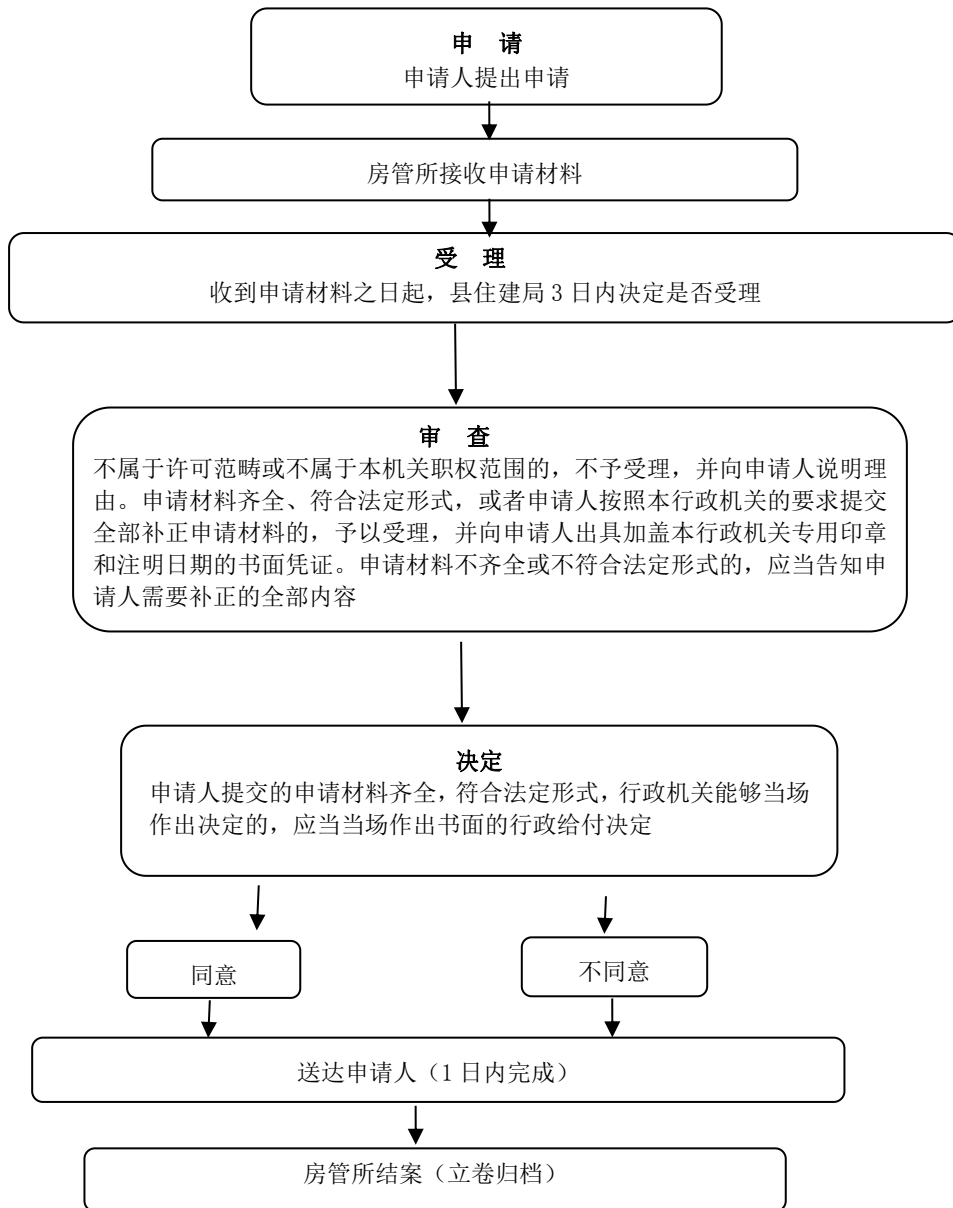 申 请
申请人提出申请
房管所接收申请材料
受 理
收到申请材料之日起，县住建局 3 日内决定是否受理
审 查
不属于许可范畴或不属于本机关职权范围的，不予受理，并向申请人说明理
由。申请材料齐全、符合法定形式，或者申请人按照本行政机关的要求提交
全部补正申请材料的，予以受理，并向申请人出具加盖本行政机关专用印章
和注明日期的书面凭证。申请材料不齐全或不符合法定形式的，应当告知申
请人需要补正的全部内容
决定
申请人提交的申请材料齐全，符合法定形式，行政机关能够当场
作出决定的，应当当场作出书面的行政给付决定
同意
不同意
送达申请人（1 日内完成）
房管所结案（立卷归档）